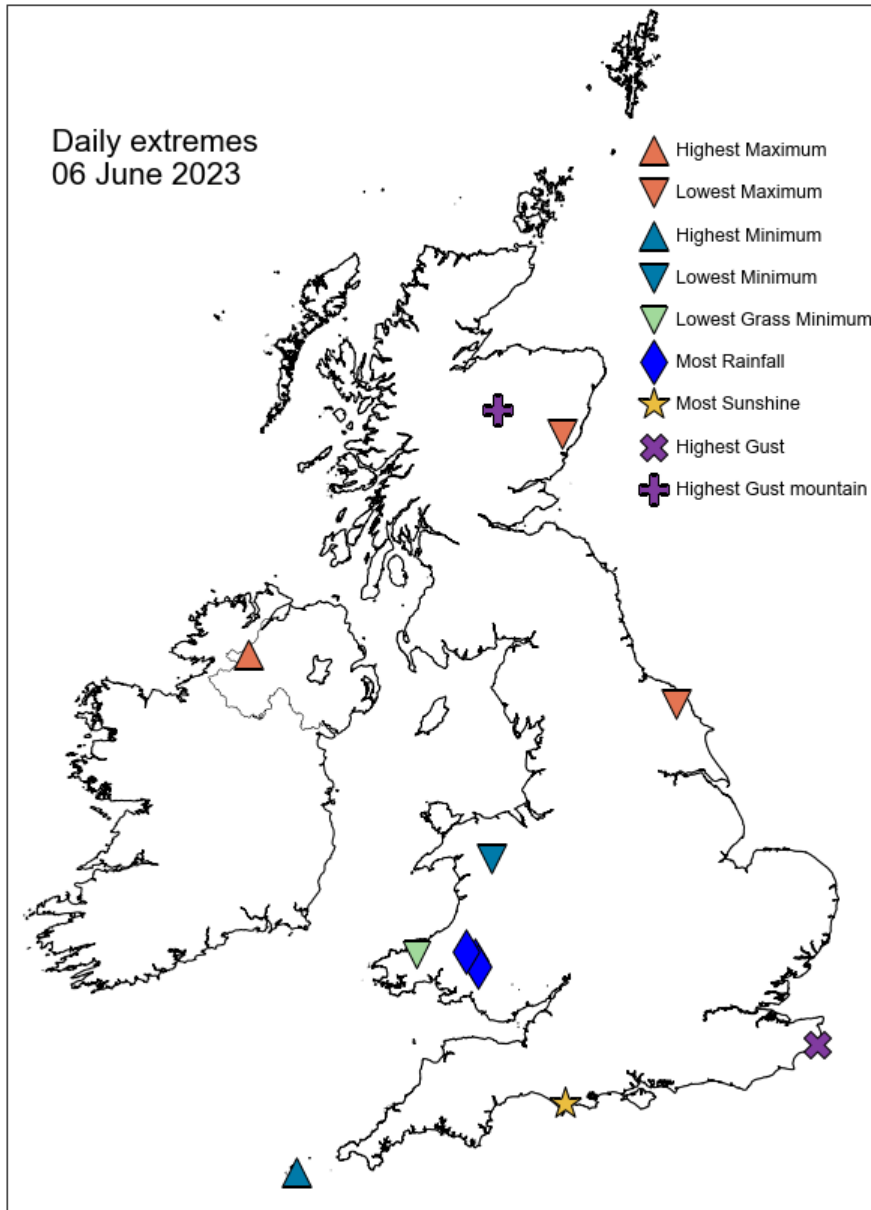 Daily extremes
06 June 2023
Highest Maximum
Lowest Maximum
Highest Minimum
Lowest Minimum
Lowest Grass Minimum
Most Rainfall
Most Sunshine
Highest Gust
Highest Gust mountain